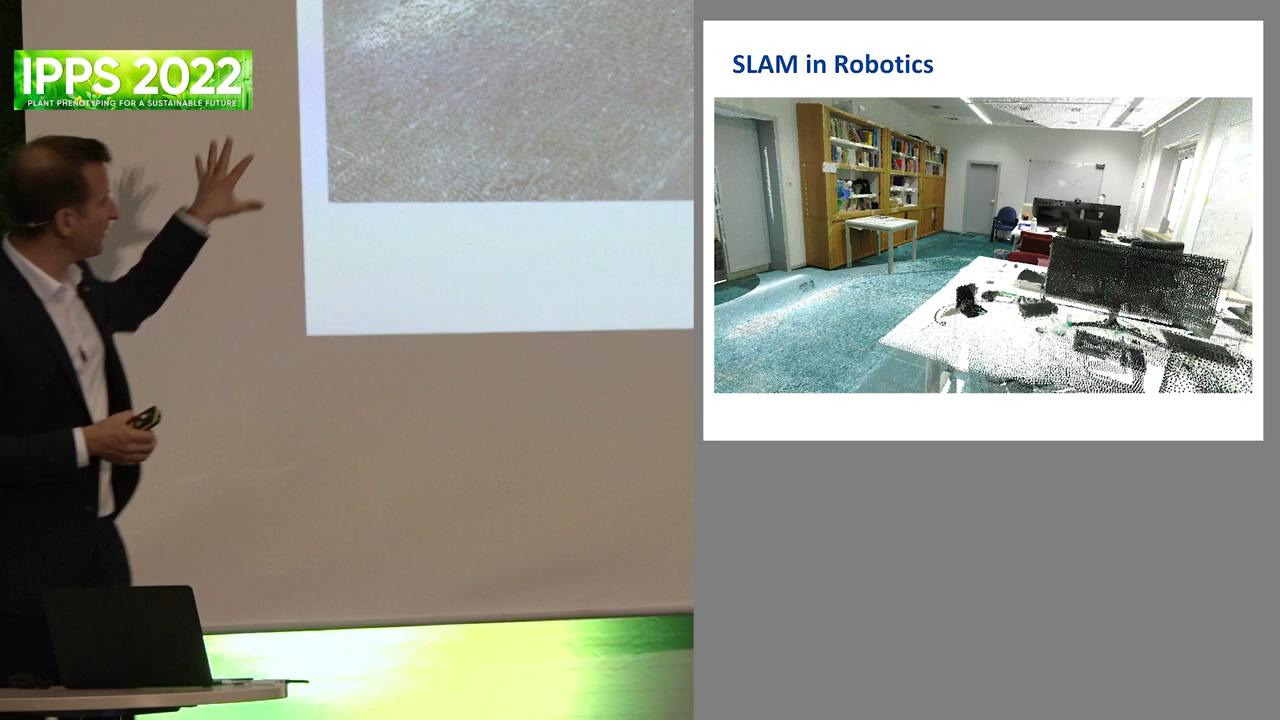 IPPS 2022
PLANT PHENOTYPING FOR A SUSTAINABLE FUTURE
SLAM in Robotics